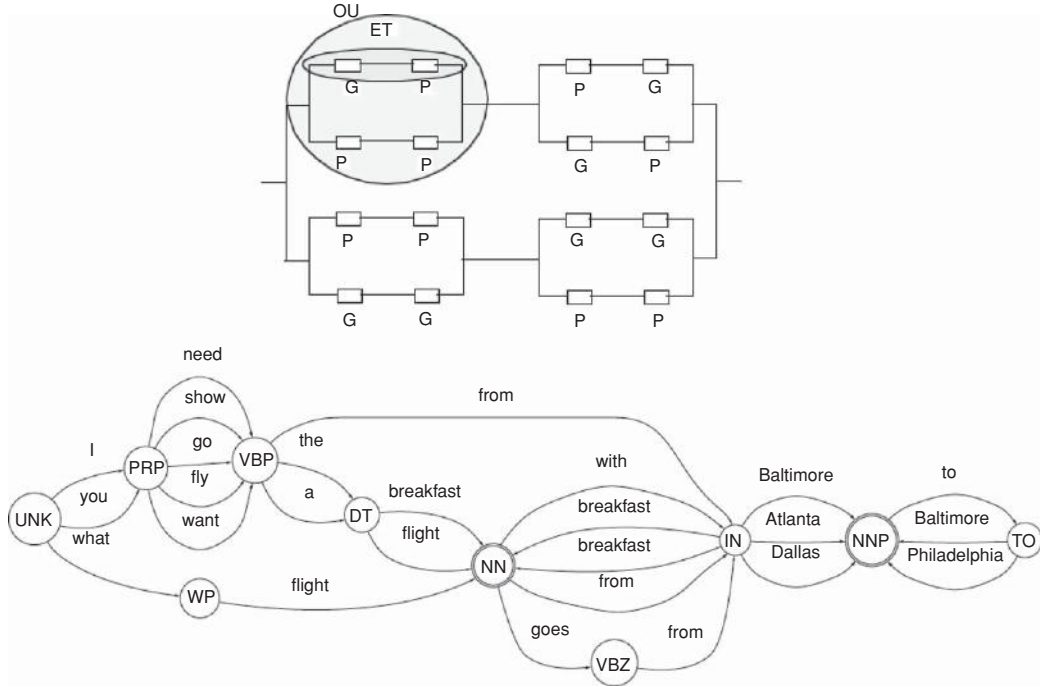 OU
ET
G P
P P
P G
G P
P P
G G
G G
P P
need
show
go
fly
want
I
you
what
UNK
PRP
VBP
the
a
from
DT
breakfast
flight
WP
flight
NN
with
breakfast
breakfast
from
goes
VBZ
from
IN
Baltimore
Atlanta
Dallas
NNP
to
Baltimore
Philadelphia
TO